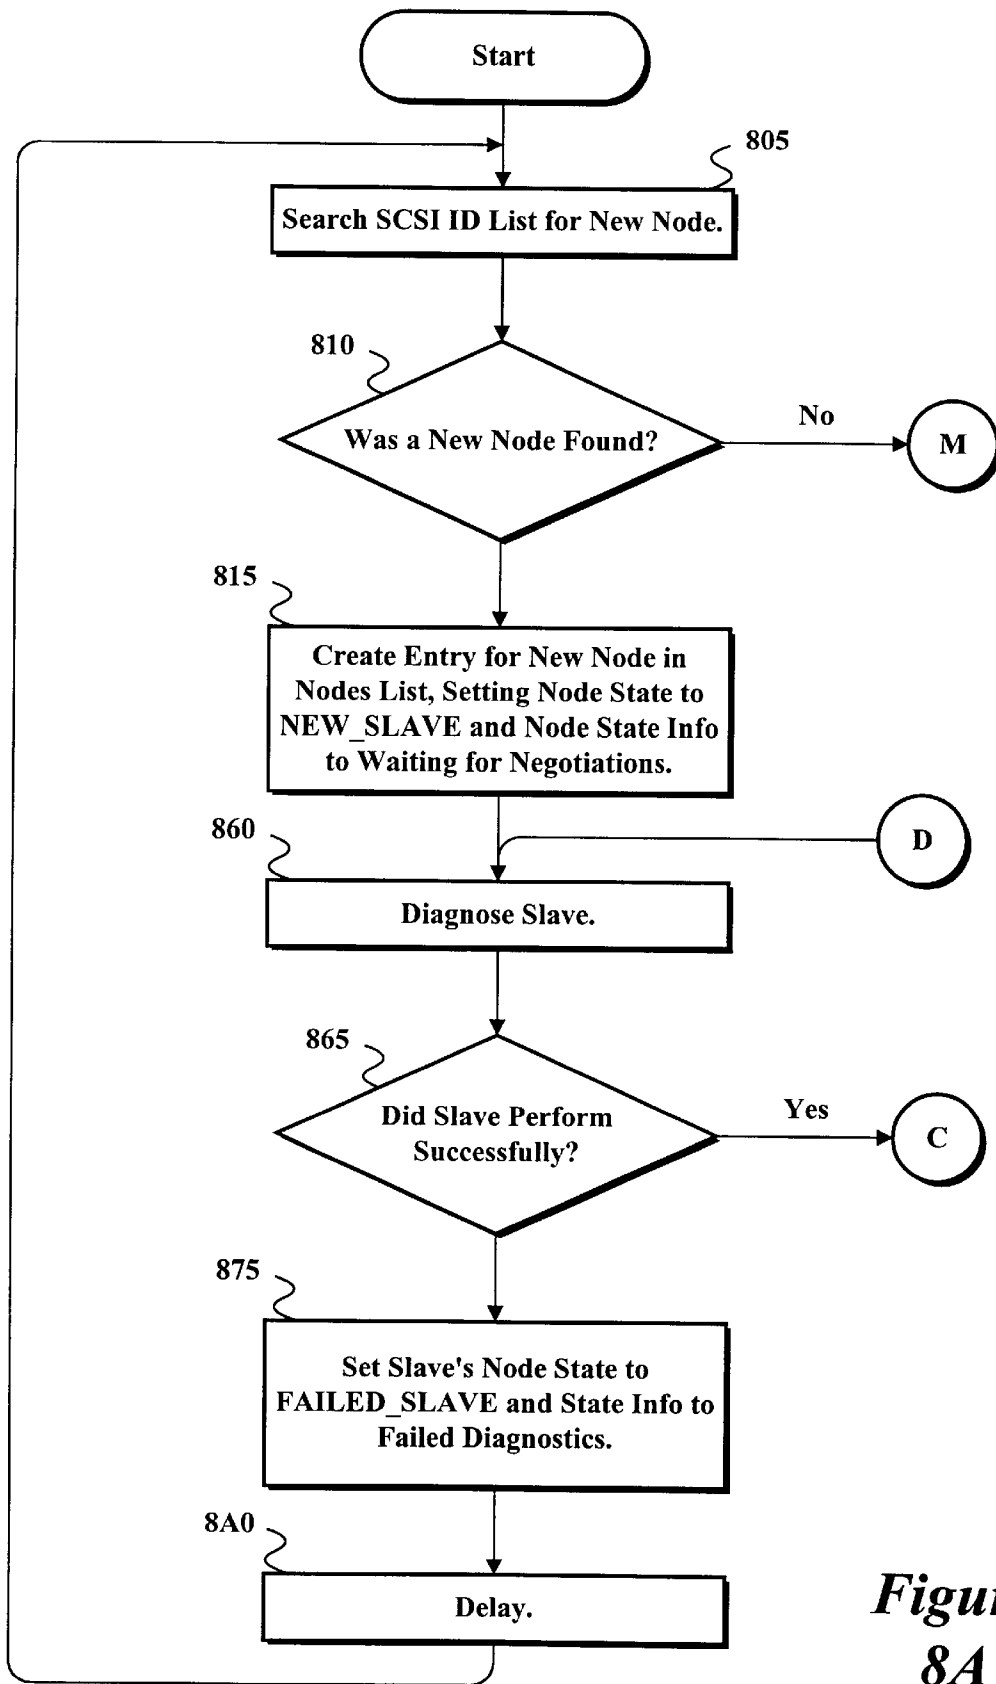 Start
805
Search SCSI ID List for New Node.
810
Was a New Node Found?
No
M
815
Create Entry for New Node in
Nodes List, Setting Node State to
NEW_SLAVE and Node State Info
to Waiting for Negotiations.
860
D
Diagnose Slave.
865
Did Slave Perform
Successfully?
Yes
C
875
Set Slave's Node State to
FAILED_SLAVE and State Info to
Failed Diagnostics.
8A0
Delay.
8A